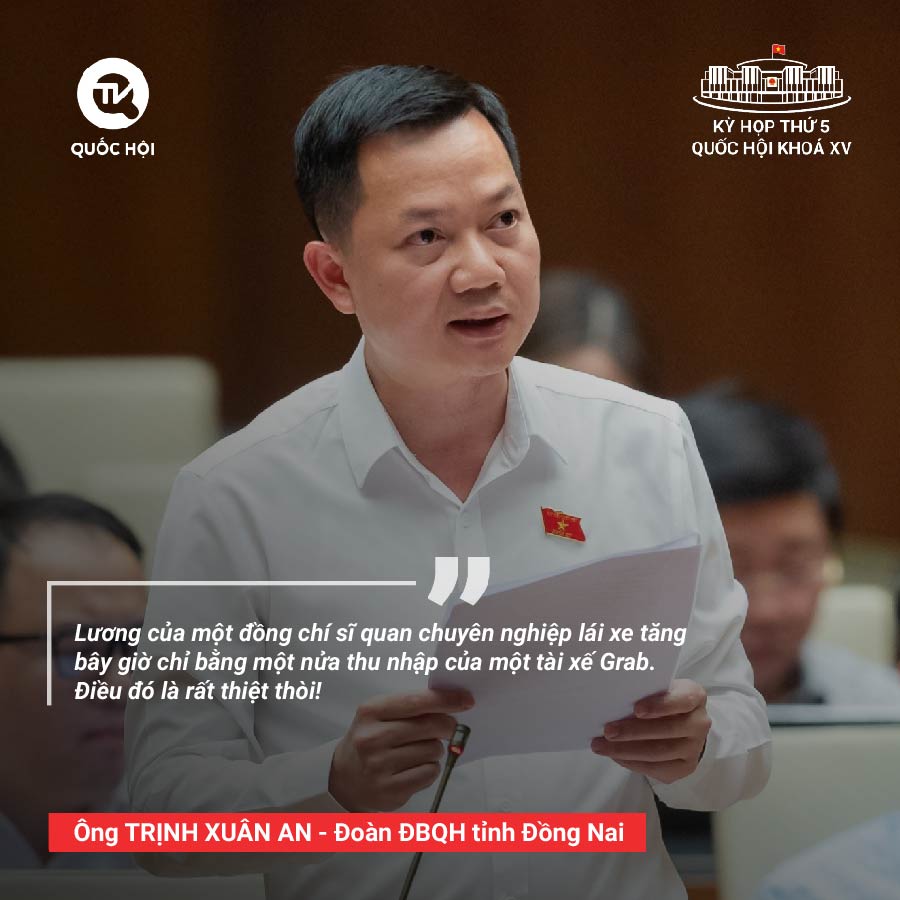 TV
QUỐC HỘI
KỲ HỌP THỨ 5
QUỐC HỘI KHOÁ XV
Lương của một đồng chí sĩ quan chuyên nghiệp lái xe tăng
bây giờ chỉ bằng một nửa thu nhập của một tài xế Grab.
Điều đó là rất thiệt thòi!
Ông TRỊNH XUÂN AN - Đoàn ĐBQH tỉnh Đồng Nai